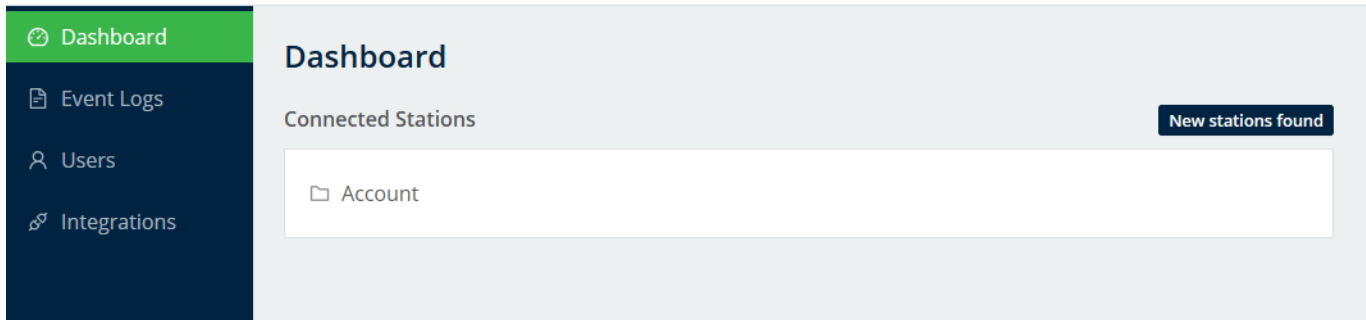 Dashboard
Event Logs
Users
Integrations
Dashboard
Connected Stations
New stations found
Account